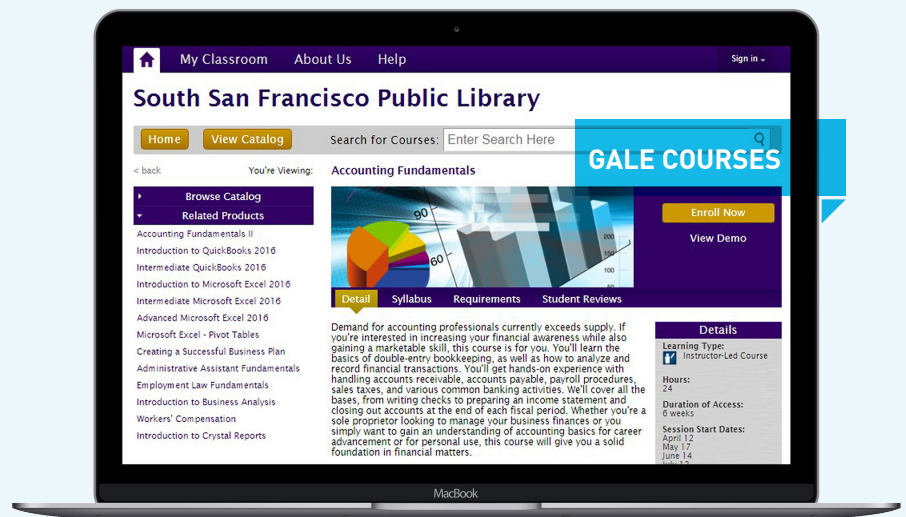 My Classroom About Us Help Sign in
South San Francisco Public Library
Home View Catalog Search for Courses: Enter Search Here
GALE COURSES
< back You're Viewing: Accounting Fundamentals
Browse Catalog
Related Products
Accounting Fundamentals II
Introduction to QuickBooks 2016
Intermediate QuickBooks 2016
Introduction to Microsoft Excel 2016
Intermediate Microsoft Excel 2016
Advanced Microsoft Excel 2016
Microsoft Excel - Pivot Tables
Creating a Successful Business Plan
Administrative Assistant Fundamentals
Employment Law Fundamentals
Introduction to Business Analysis
Workers' Compensation
Introduction to Crystal Reports
90
60
200
150
100
50
Enroll Now
View Demo
Detail Syllabus Requirements Student Reviews
Demand for accounting professionals currently exceeds supply. If
you're interested in increasing your financial awareness while also
gaining a marketable skill, this course is for you. You'll learn the
basics of double-entry bookkeeping, as well as how to analyze and
record financial transactions. You'll get hands-on experience with
handling accounts receivable, accounts payable, payroll procedures,
sales taxes, and various common banking activities. We'll cover all the
bases, from writing checks to preparing an income statement and
closing out accounts at the end of each fiscal period. Whether you're a
sole proprietor looking to manage your business finances or you
simply want to gain an understanding of accounting basics for career
advancement or for personal use, this course will give you a solid
foundation in financial matters.
Details
Learning Type:
Instructor-Led Course
Hours:
24
Duration of Access:
6 weeks
Session Start Dates:
April 12
May 17
June 14
July 12
MacBook